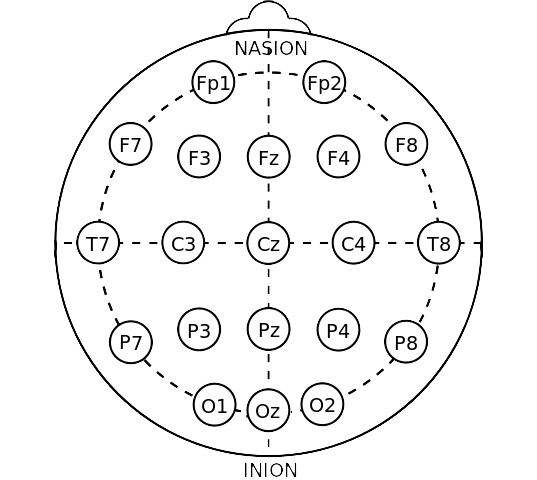 NASION
Fp1 Fp2
F7 F3 Fz F4 F8
T7 C3 Cz C4 T8
P7 P3 Pz P4 P8
O1 Oz O2
INION